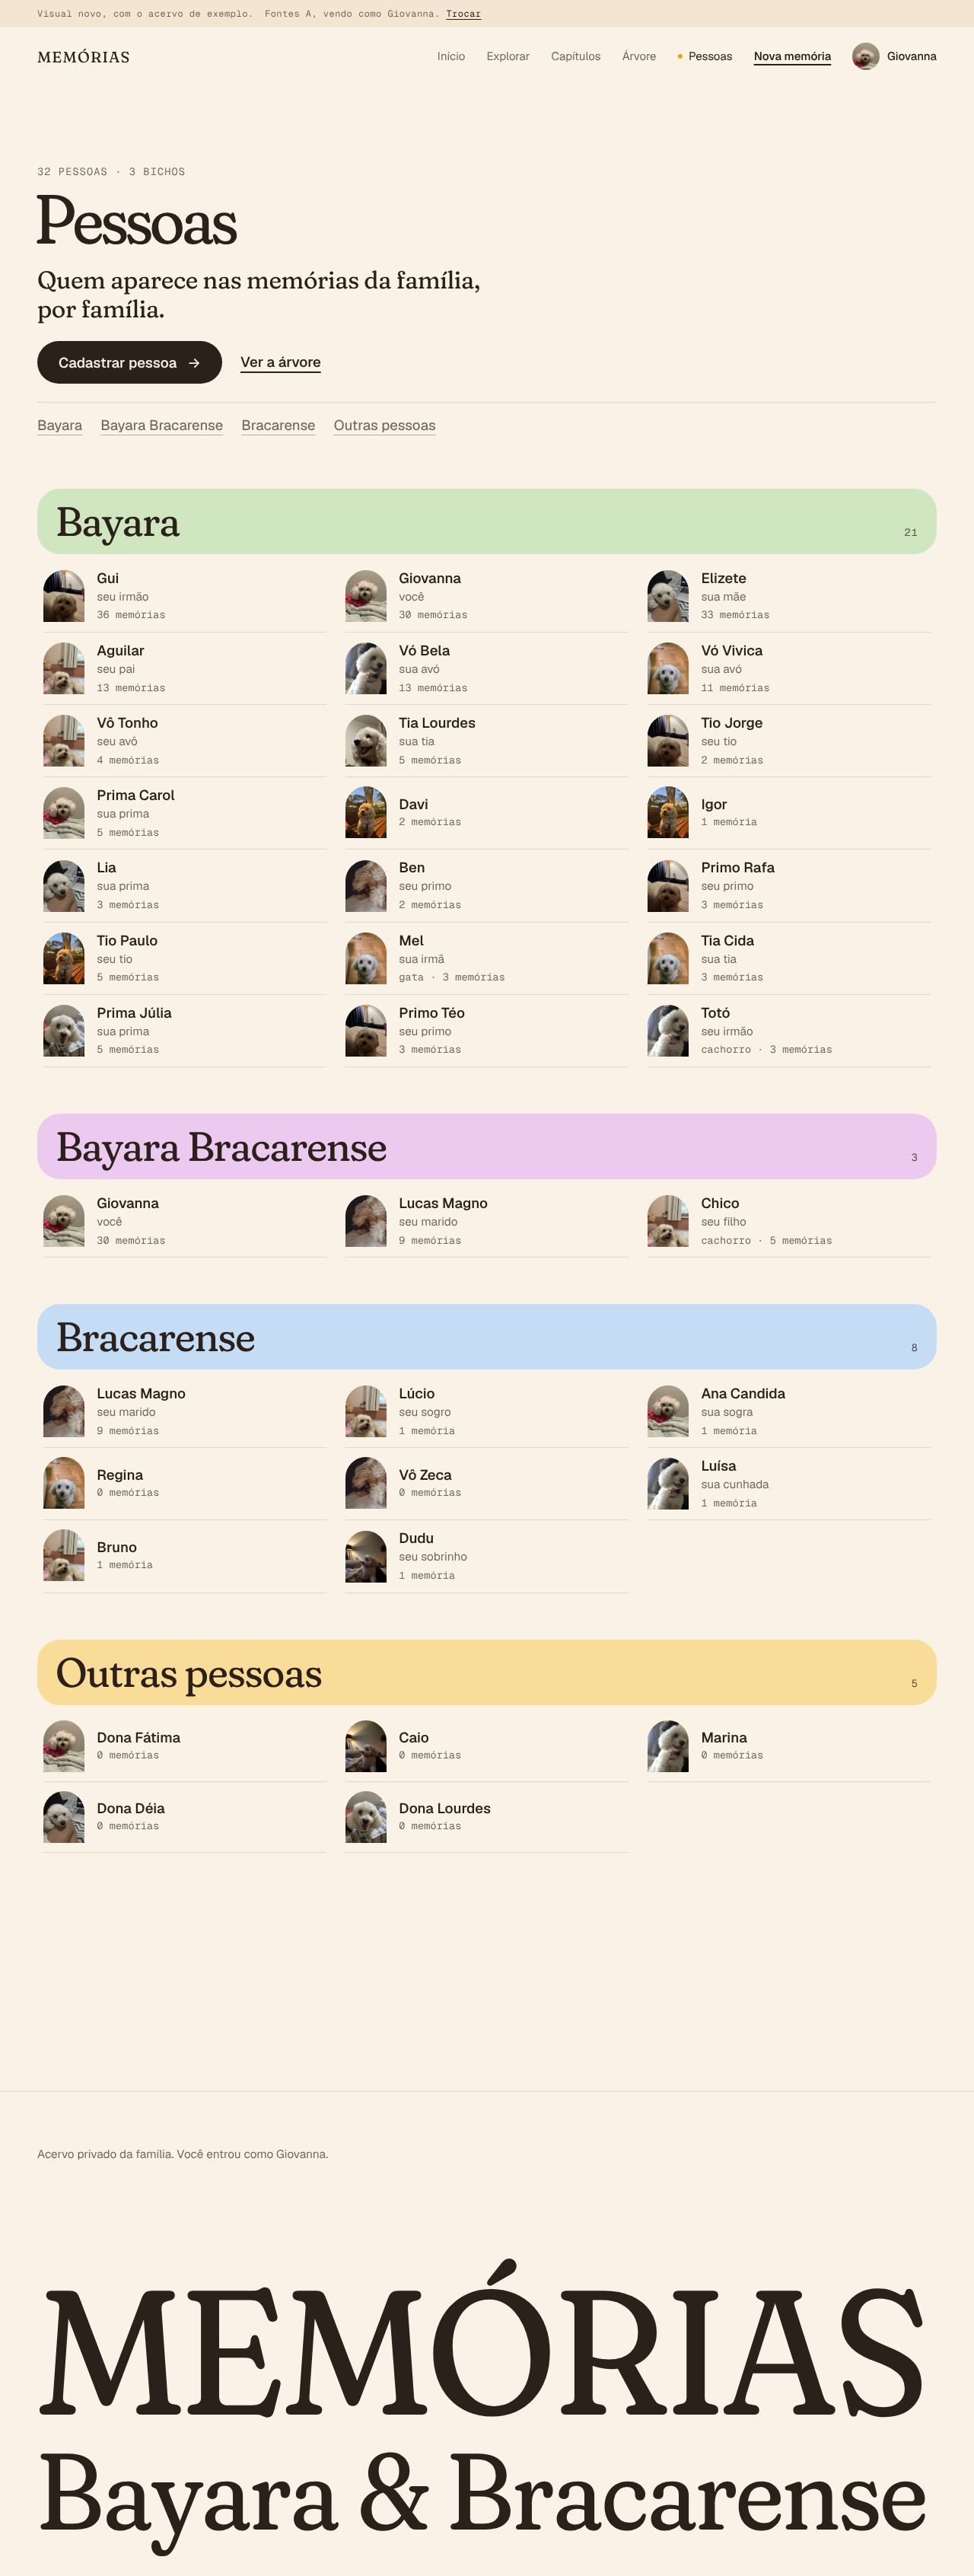 Visual novo, com o acervo de exemplo. Fontes A, vendo como Giovanna. Trocar
MEMÓRIAS
Início Explorar Capítulos Árvore Pessoas Nova memória Giovanna
32 PESSOAS · 3 BICHOS
Pessoas
Quem aparece nas memórias da família,
por família.
Cadastrar pessoa →
Ver a árvore
Bayara Bayara Bracarense Bracarense Outras pessoas
Bayara
21
Gui
seu irmão
36 memórias
Giovanna
você
30 memórias
Elizete
sua mãe
33 memórias
Aguilar
seu pai
13 memórias
Vó Bela
sua avó
13 memórias
Vó Vivica
sua avó
11 memórias
Vô Tonho
seu avô
4 memórias
Tia Lourdes
sua tia
5 memórias
Tio Jorge
seu tio
2 memórias
Prima Carol
sua prima
5 memórias
Davi
2 memórias
Igor
1 memória
Lia
sua prima
3 memórias
Ben
seu primo
2 memórias
Primo Rafa
seu primo
3 memórias
Tio Paulo
seu tio
5 memórias
Mel
sua irmã
gata · 3 memórias
Tia Cida
sua tia
3 memórias
Prima Júlia
sua prima
5 memórias
Primo Téo
seu primo
3 memórias
Totó
seu irmão
cachorro · 3 memórias
Bayara Bracarense
3
Giovanna
você
30 memórias
Lucas Magno
seu marido
9 memórias
Chico
seu filho
cachorro · 5 memórias
Bracarense
8
Lucas Magno
seu marido
9 memórias
Lúcio
seu sogro
1 memória
Ana Candida
sua sogra
1 memória
Regina
0 memórias
Vô Zeca
0 memórias
Luísa
sua cunhada
1 memória
Bruno
1 memória
Dudu
seu sobrinho
1 memória
Outras pessoas
5
Dona Fátima
0 memórias
Caio
0 memórias
Marina
0 memórias
Dona Déia
0 memórias
Dona Lourdes
0 memórias
Acervo privado da família. Você entrou como Giovanna.
MEMÓRIAS
Bayara & Bracarense